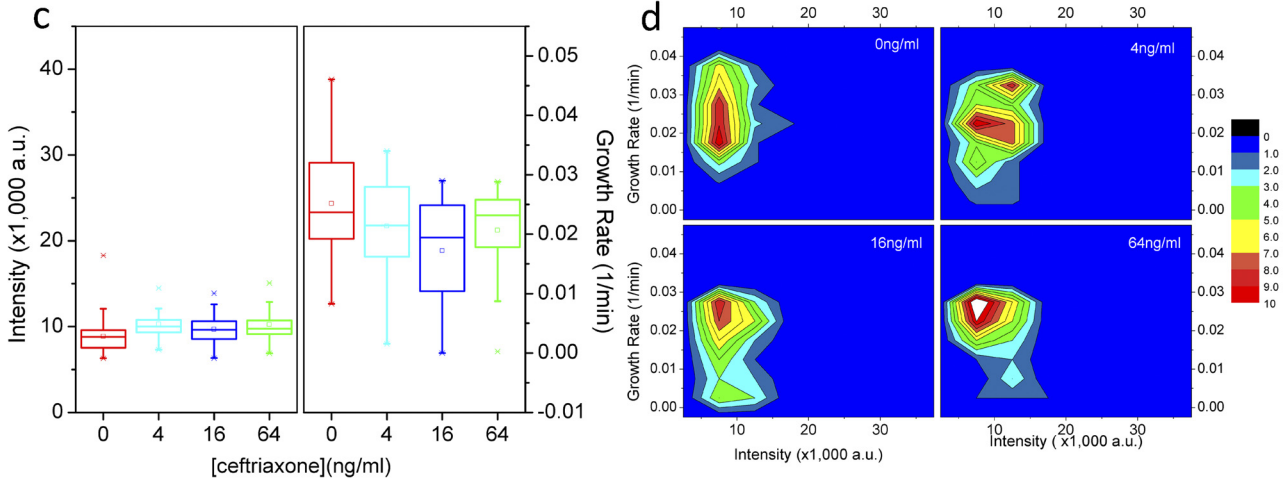 c
40
30
20
10
0
Intensity (x1,000 a.u.)
0 4 16 64
0 4 16 64
[ceftriaxone](ng/ml)
0.05
0.04
0.03
0.02
0.01
0.00
-0.01
Growth Rate (1/min)
d
10 20 30
10 20 30
0ng/ml
4ng/ml
0.04
0.03
0.02
0.01
0.00
Growth Rate (1/min)
0.04
0.03
0.02
0.01
0.00
16ng/ml
64ng/ml
0.04
0.03
0.02
0.01
0.00
Growth Rate (1/min)
0.04
0.03
0.02
0.01
0.00
10 20 30
10 20 30
Intensity (x1,000 a.u.)
Intensity ( x1,000 a.u.)
0
1.0
2.0
3.0
5.0
6.0
7.0
8.0
9.0
10